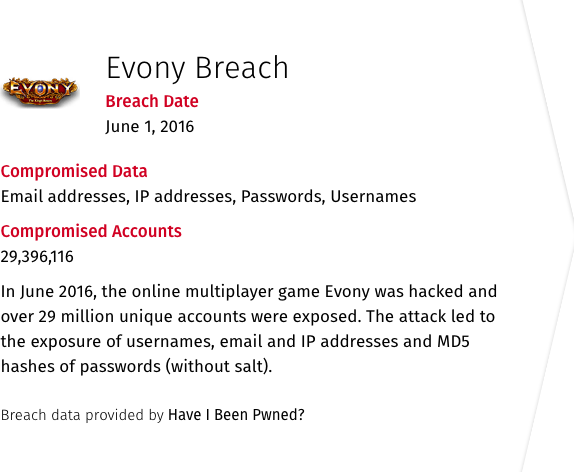 EVONY
Evony Breach
Breach Date
June 1, 2016
Compromised Data
Email addresses, IP addresses, Passwords, Usernames
Compromised Accounts
29,396,116
In June 2016, the online multiplayer game Evony was hacked and
over 29 million unique accounts were exposed. The attack led to
the exposure of usernames, email and IP addresses and MD5
hashes of passwords (without salt).
Breach data provided by Have I Been Pwned?